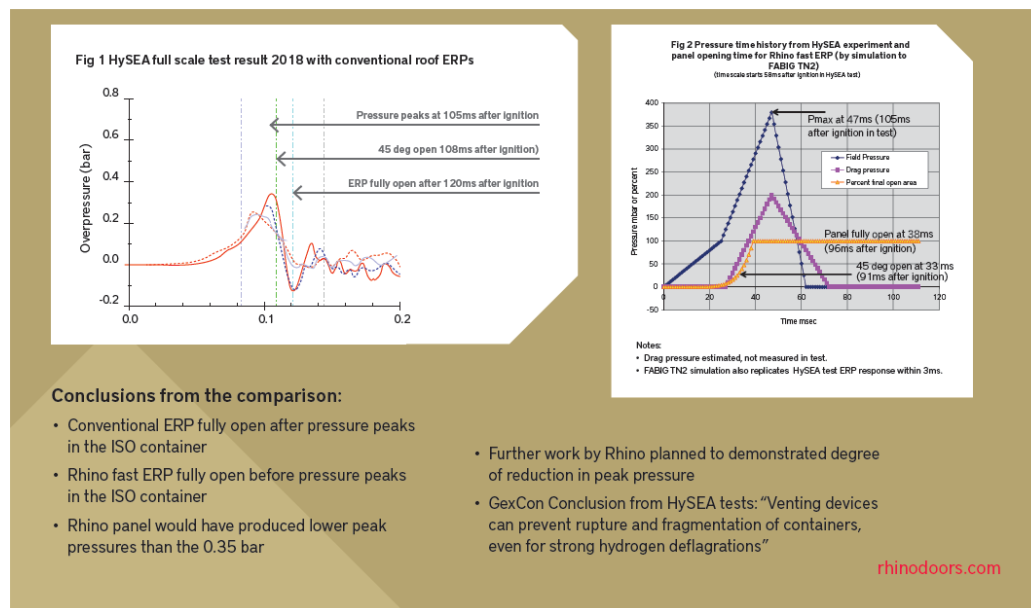 Fig 1 HySEA full scale test result 2018 with conventional roof ERPs
0.8
0.6
0.4
0.2
0.0
-0.2
Overpressure (bar)
0.0
0.1
0.2
Pressure peaks at 105ms after ignition
45 deg open 108ms after ignition)
ERP fully open after 120ms after ignition
Fig 2 Pressure time history from HySEA experiment and
panel opening time for Rhino fast ERP (by simulation to
FABIG TN2)
(time scale starts 58ms after ignition in HySEA test)
400
350
300
250
200
150
100
50
0
-50
Pressure mbar or percent
0
20
40
60
80
100
120
Time msec
Pmax at 47ms (105ms
after ignition in test)
Field Pressure
Drag pressure
Percent final open area
Panel fully open at 38ms
(96ms after ignition)
45 deg open at 33 ms
(91ms after ignition)
Notes:
• Drag pressure estimated, not measured in test.
• FABIG TN2 simulation also replicates HySEA test ERP response within 3ms.
Conclusions from the comparison:
• Conventional ERP fully open after pressure peaks
in the ISO container
• Rhino fast ERP fully open before pressure peaks
in the ISO container
• Rhino panel would have produced lower peak
pressures than the 0.35 bar
• Further work by Rhino planned to demonstrated degree
of reduction in peak pressure
• GexCon Conclusion from HySEA tests: “Venting devices
can prevent rupture and fragmentation of containers,
even for strong hydrogen deflagrations”
rhinodoors.com